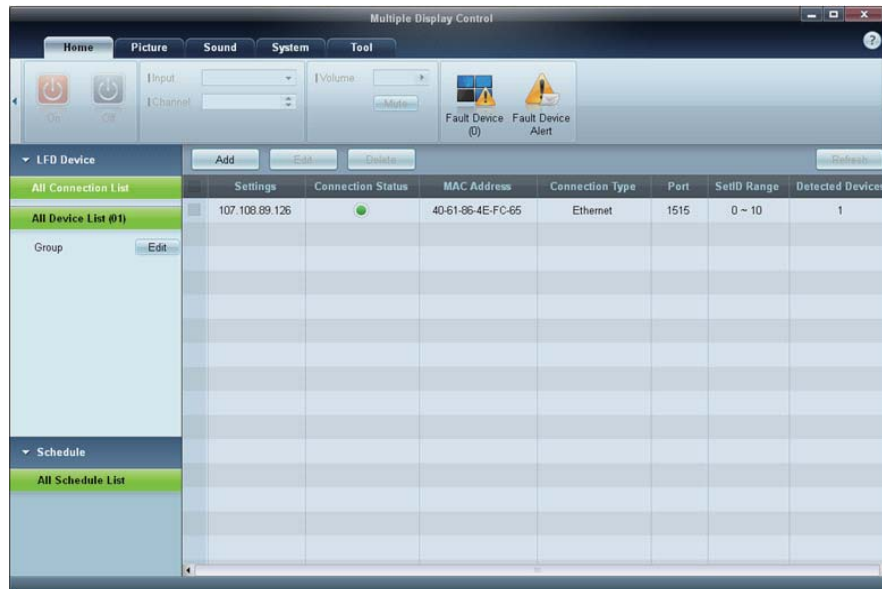 Multiple Display Control
Home Picture Sound System Tool
Input
Channel
On Off
Volume
Mute
Fault Device (0)
Fault Device Alert
LFD Device
Add Edit Delete Refresh
All Connection List
All Device List (01)
Group Edit
Settings Connection Status MAC Address Connection Type Port SetID Range Detected Devices
107.108.89.126 40-61-86-4E-FC-65 Ethernet 1515 0 ~ 10 1
Schedule
All Schedule List